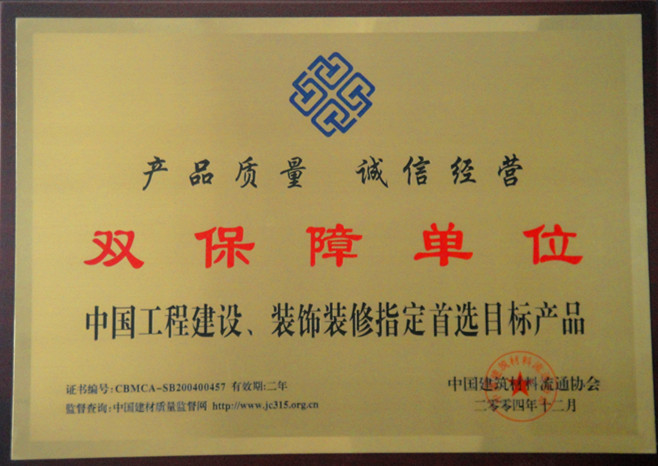 产品质量 诚信经营
双保障单位
中国工程建设、装饰装修指定首选目标产品
证书编号:CBMCA-SB200400457 有效期:二年
监督查询:中国建材质量监督网 http://www.jc315.org.cn
中国建筑材料流通协会
二零零四年十二月